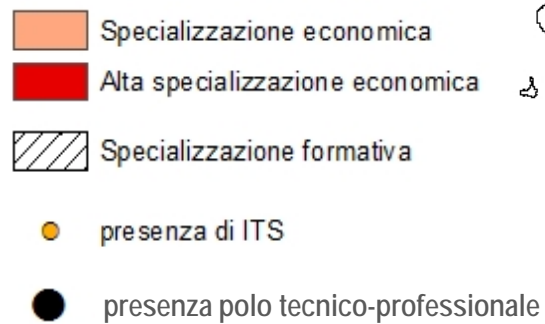 Specializzazione economica
Alta specializzazione economica
Specializzazione formativa
presenza di ITS
presenza polo tecnico-professionale